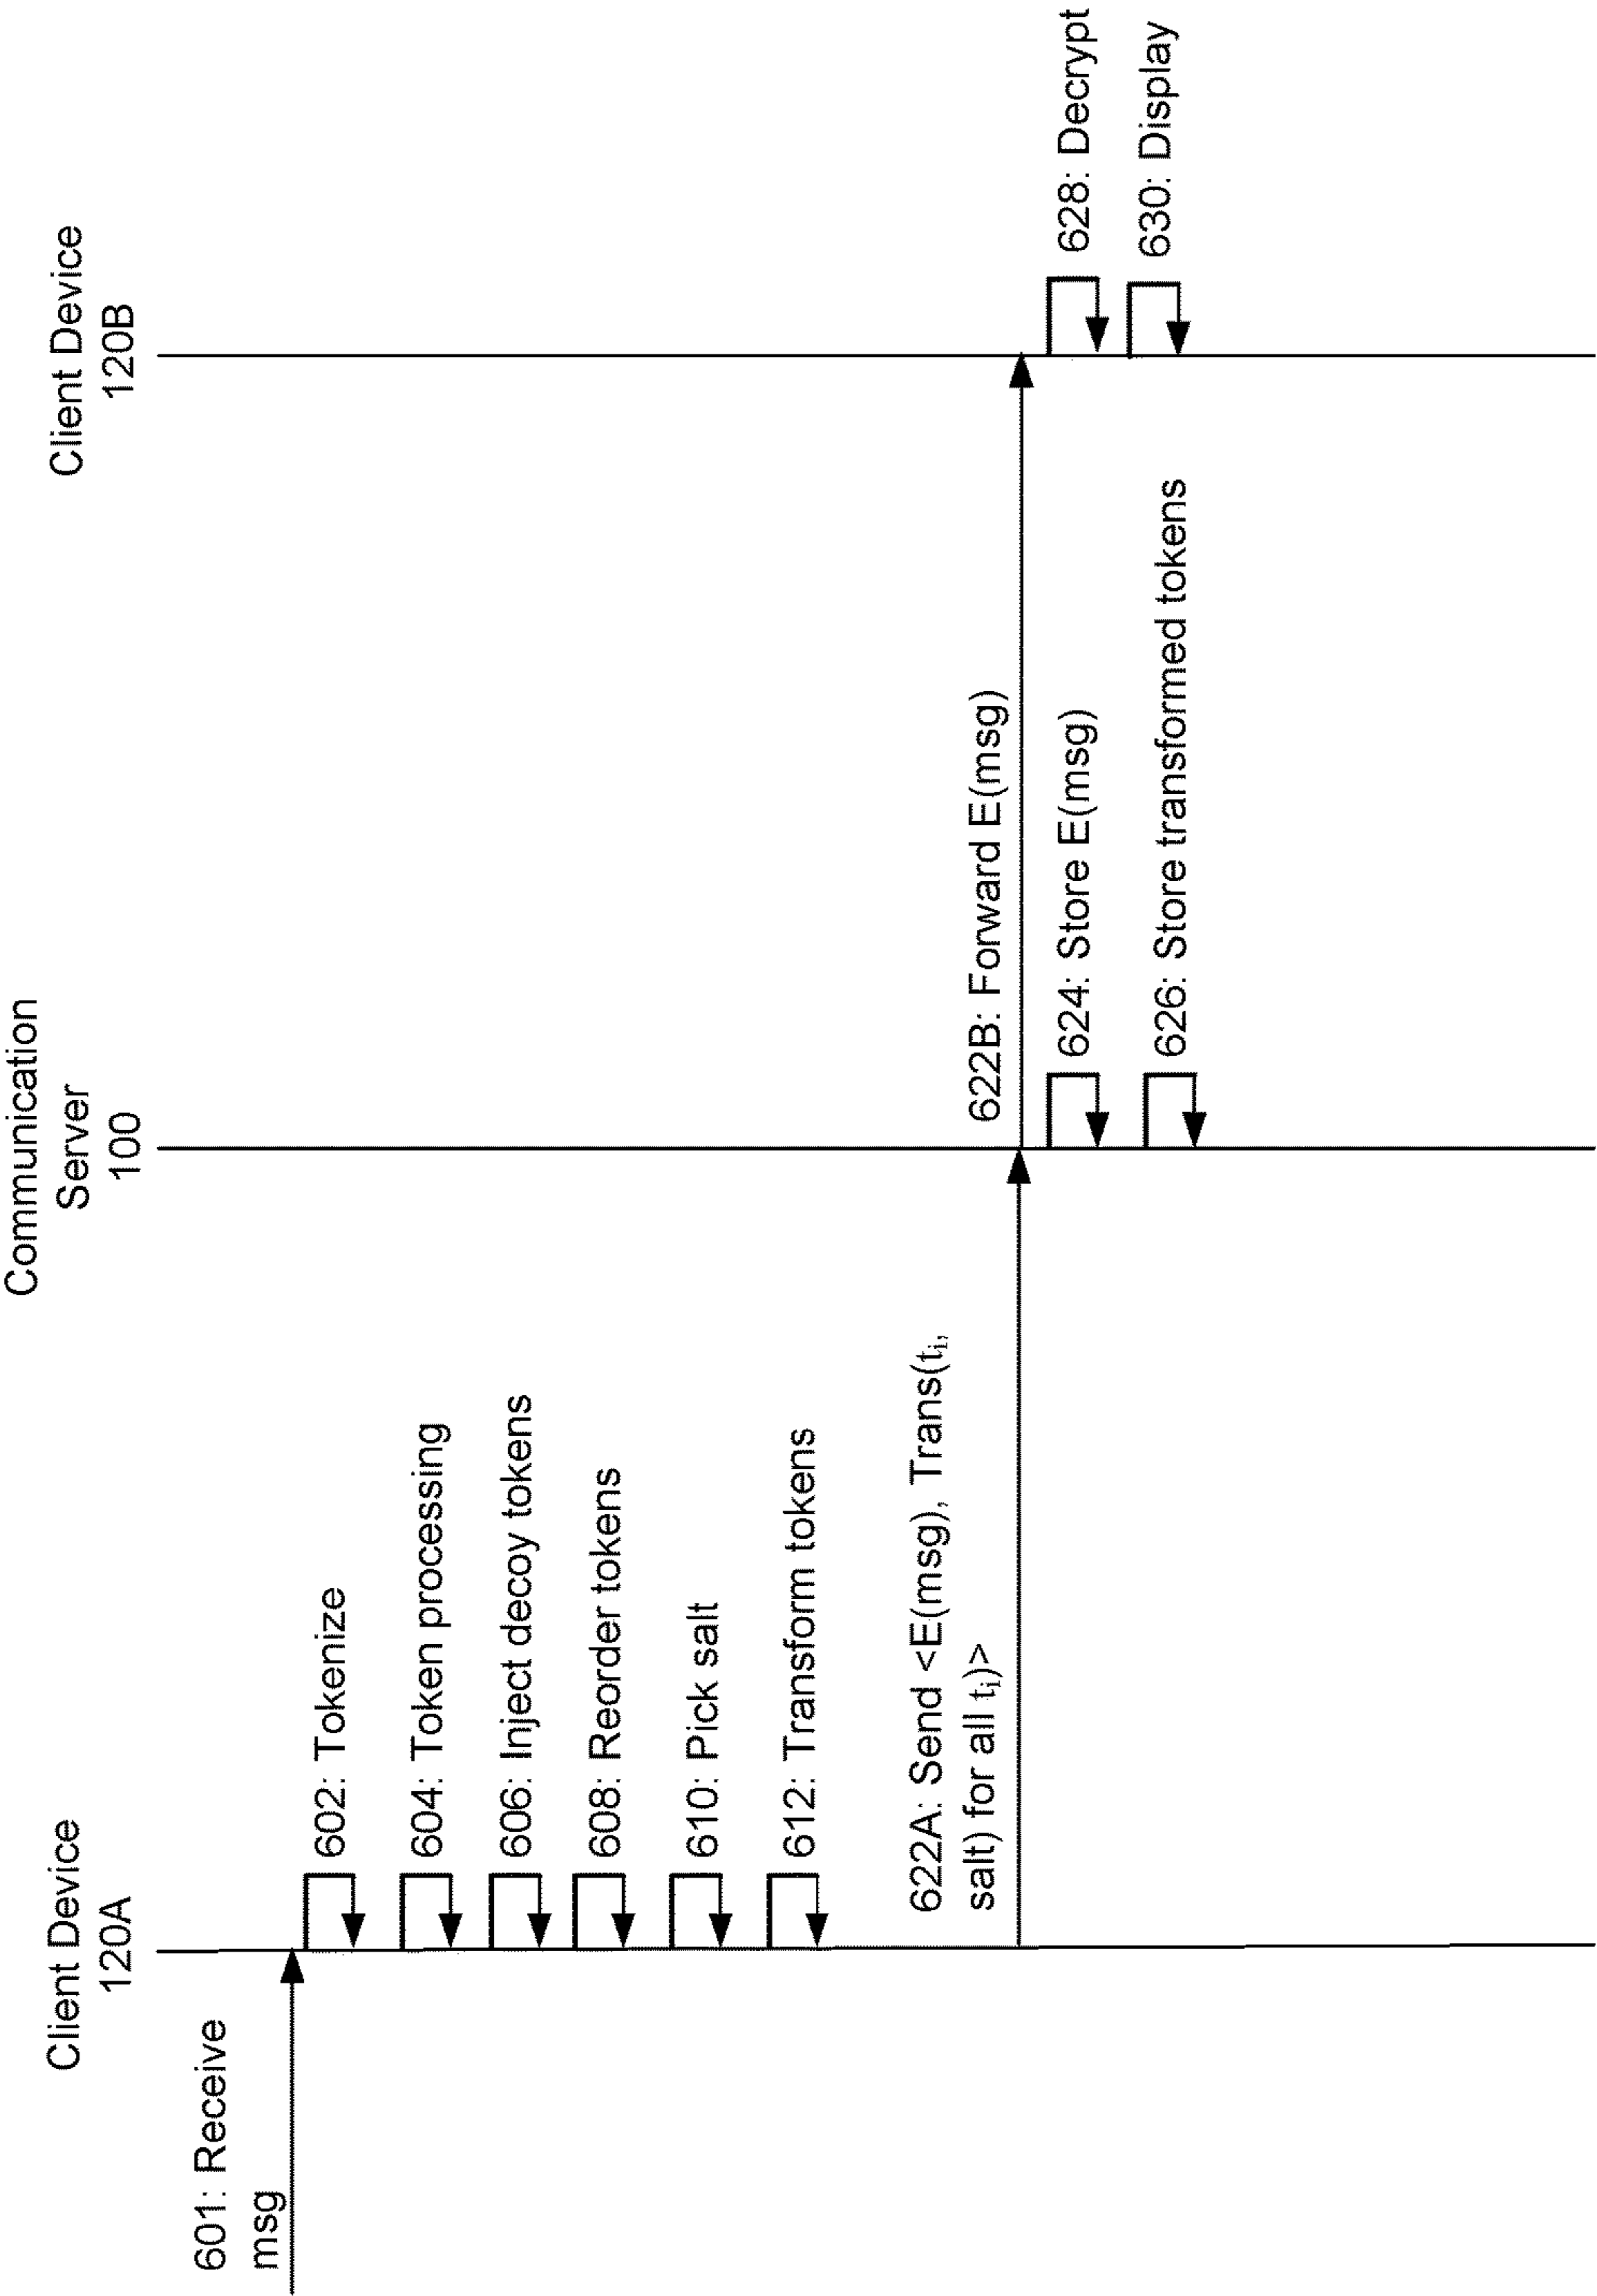 Client Device
120A
Communication
Server
100
Client Device
120B
601: Receive
msg
602: Tokenize
604: Token processing
606: Inject decoy tokens
608: Reorder tokens
610: Pick salt
612: Transform tokens
622A: Send <E(msg), Trans(tᵢ,
salt) for all tᵢ)>
622B: Forward E(msg)
624: Store E(msg)
626: Store transformed tokens
628: Decrypt
630: Display